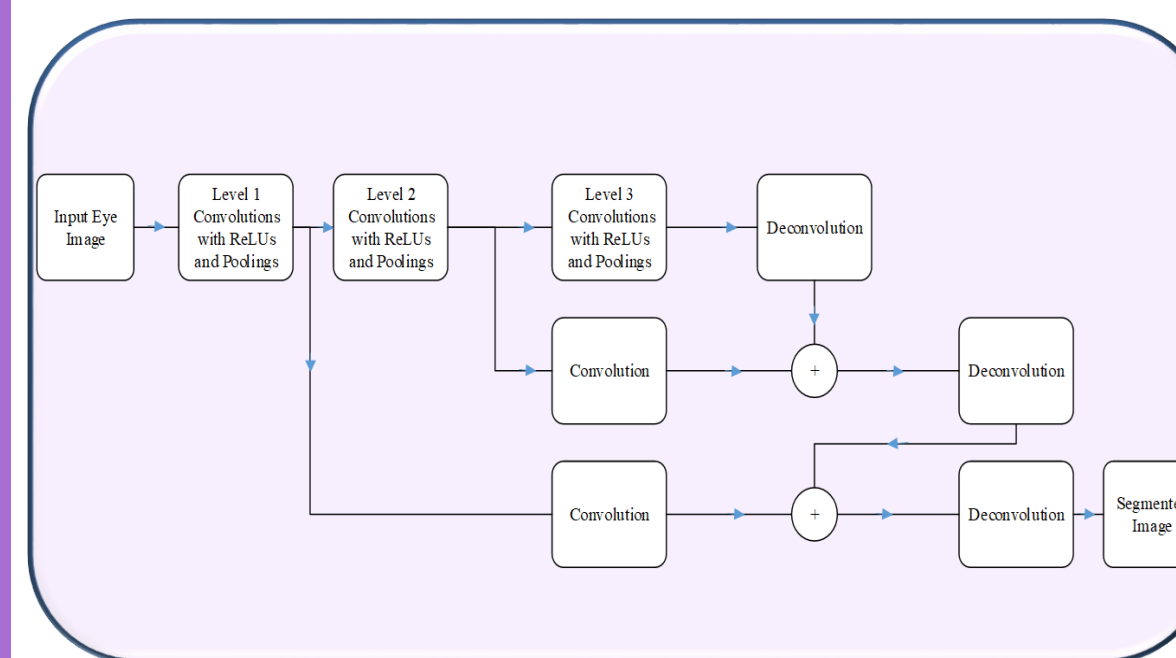 Input Eye
Image
Level 1
Convolutions
with ReLUs
and Poolings
Level 2
Convolutions
with ReLUs
and Poolings
Level 3
Convolutions
with ReLUs
and Poolings
Deconvolution
Convolution
+
Deconvolution
Convolution
+
Deconvolution
Image